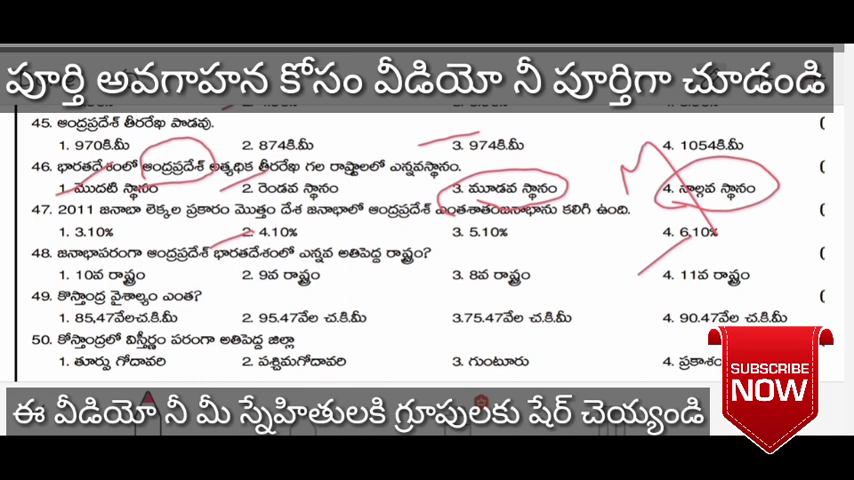 పూర్తి అవగాహన కోసం వీడియో నీ పూర్తిగా చూడండి
45. ఆంధ్రప్రదేశ్ తీరరేఖ పొడవు. (
1. 970కి.మీ 2. 874కి.మీ 3. 974కి.మీ 4. 1054కి.మీ
46. భారతదేశంలో ఆంధ్రప్రదేశ్ అత్యధిక తీరరేఖ గల రాష్ట్రాలలో ఎన్నవస్థానం. (
1. మొదటి స్థానం 2. రెండవ స్థానం 3. మూడవ స్థానం 4. నాల్గవ స్థానం
47. 2011 జనాబా లెక్కల ప్రకారం మొత్తం దేశ జనాభాలో ఆంధ్రప్రదేశ్ ఎంతశాతంజనాభాను కలిగి ఉంది. (
1. 3.10% 2. 4.10% 3. 5.10% 4. 6.10%
48. జనాభాపరంగా ఆంధ్రప్రదేశ్ భారతదేశంలో ఎన్నవ అతిపెద్ద రాష్ట్రం? (
1. 10వ రాష్ట్రం 2. 9వ రాష్ట్రం 3. 8వ రాష్ట్రం 4. 11వ రాష్ట్రం
49. కొస్తాంధ్ర వైశాల్యం ఎంత? (
1. 85,47వేలచ.కి.మీ 2. 95.47వేల చ.కి.మీ 3.75.47వేల చ.కి.మీ 4. 90.47వేల చ.కి.మీ
50. కోస్తాంధ్రలో విస్తీర్ణం పరంగా అతిపెద్ద జిల్లా (
1. తూర్పు గోదావరి 2. పశ్చిమగోదావరి 3. గుంటూరు 4. ప్రకాశం
SUBSCRIBE
NOW
ఈ వీడియో నీ మీ స్నేహితులకి గ్రూపులకు షేర్ చెయ్యండి